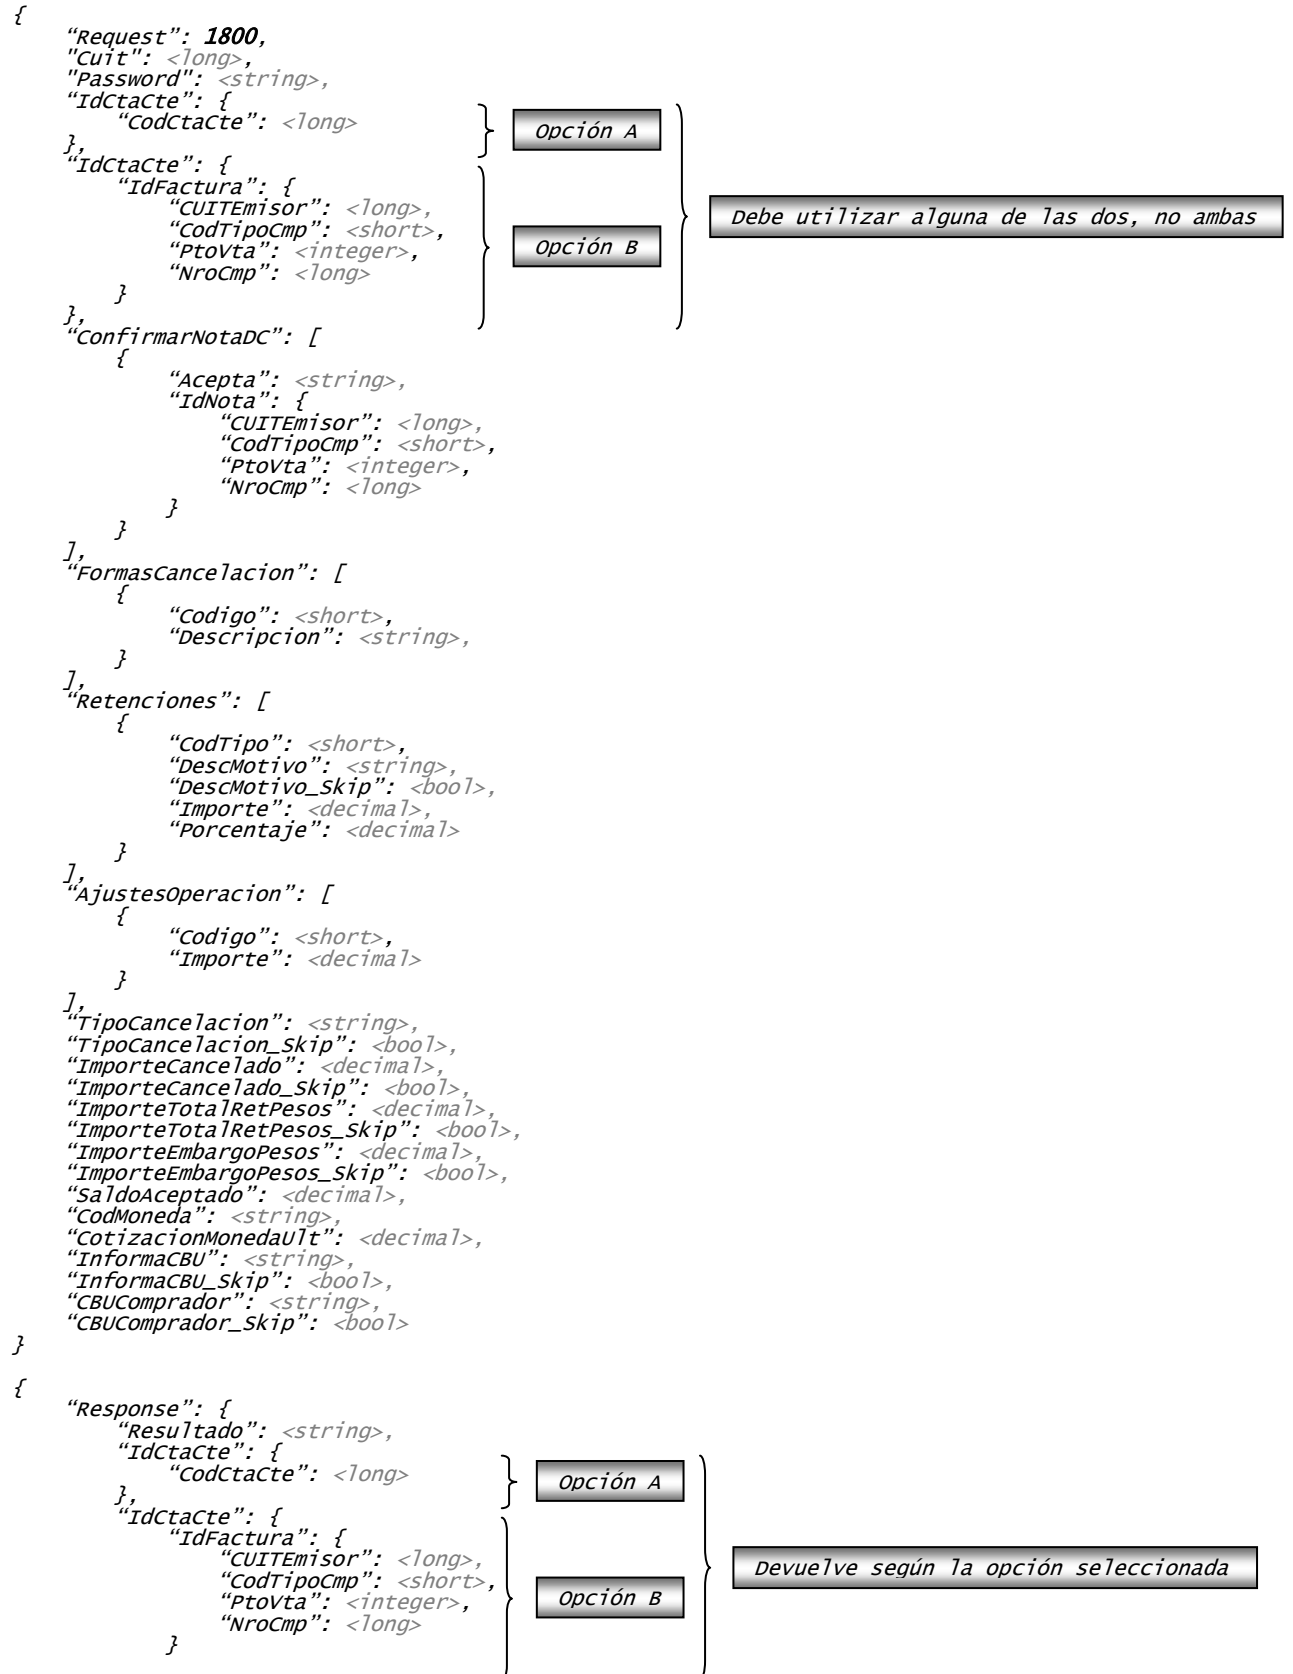 {
“Request”: 1800,
"Cuit": <long>,
"Password": <string>,
“IdCtaCte”: {
“CodCtaCte”: <long>
},
Opción A
“IdCtaCte”: {
“IdFactura”: {
“CUITEmisor”: <long>,
“CodTipoCmp”: <short>,
“PtoVta”: <integer>,
“NroCmp”: <long>
}
},
Opción B
Debe utilizar alguna de las dos, no ambas
“ConfirmarNotaDC”: [
{
“Acepta”: <string>,
“IdNota”: {
“CUITEmisor”: <long>,
“CodTipoCmp”: <short>,
“PtoVta”: <integer>,
“NroCmp”: <long>
}
}
],
“FormasCancelacion”: [
{
“Codigo”: <short>,
“Descripcion”: <string>,
}
],
“Retenciones”: [
{
“CodTipo”: <short>,
“DescMotivo”: <string>,
“DescMotivo_Skip”: <bool>,
“Importe”: <decimal>,
“Porcentaje”: <decimal>
}
],
“AjustesOperacion”: [
{
“Codigo”: <short>,
“Importe”: <decimal>
}
],
“TipoCancelacion”: <string>,
“TipoCancelacion_Skip”: <bool>,
“ImporteCancelado”: <decimal>,
“ImporteCancelado_Skip”: <bool>,
“ImporteTotalRetPesos”: <decimal>,
“ImporteTotalRetPesos_Skip”: <bool>,
“ImporteEmbargoPesos”: <decimal>,
“ImporteEmbargoPesos_Skip”: <bool>,
“SaldoAceptado”: <decimal>,
“CodMoneda”: <string>,
“CotizacionMonedaUlt”: <decimal>,
“InformaCBU”: <string>,
“InformaCBU_Skip”: <bool>,
“CBUComprador”: <string>,
“CBUComprador_Skip”: <bool>
}
{
“Response”: {
“Resultado”: <string>,
“IdCtaCte”: {
“CodCtaCte”: <long>
},
Opción A
“IdCtaCte”: {
“IdFactura”: {
“CUITEmisor”: <long>,
“CodTipoCmp”: <short>,
“PtoVta”: <integer>,
“NroCmp”: <long>
}
Opción B
Devuelve según la opción seleccionada